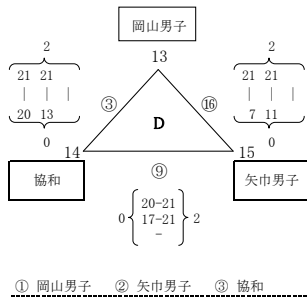 岡山男子
13
2
21 21
| | |
20 13
0
③
D
⑯
2
21 21
| | |
7 11
0
14
15
協和
⑨
矢巾男子
0 { 20-21 } 2
17-21
-
① 岡山男子 ② 矢巾男子 ③ 協和